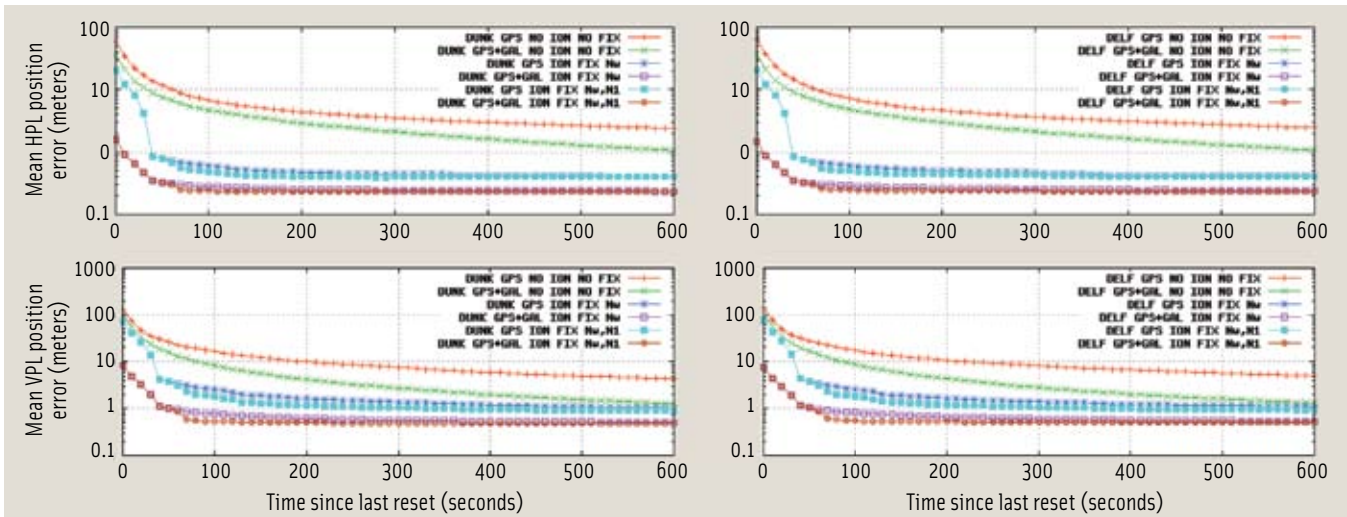 Mean HPL position
error (meters)
100
10
0
0.1
DUNK GPS NO ION NO FIX
DUNK GPS+GAL NO ION NO FIX
DUNK GPS ION FIX Nw
DUNK GPS+GAL ION FIX Nw
DUNK GPS ION FIX Nw,N1
DUNK GPS+GAL ION FIX Nw,N1
0 100 200 300 400 500 600
100
10
0
0.1
DELF GPS NO ION NO FIX
DELF GPS+GAL NO ION NO FIX
DELF GPS ION FIX Nw
DELF GPS+GAL ION FIX Nw
DELF GPS ION FIX Nw,N1
DELF GPS+GAL ION FIX Nw,N1
0 100 200 300 400 500 600
Mean VPL position
error (meters)
1000
100
10
1
0.1
DUNK GPS NO ION NO FIX
DUNK GPS+GAL NO ION NO FIX
DUNK GPS ION FIX Nw
DUNK GPS+GAL ION FIX Nw
DUNK GPS ION FIX Nw,N1
DUNK GPS+GAL ION FIX Nw,N1
0 100 200 300 400 500 600
Time since last reset (seconds)
1000
100
10
1
0.1
DELF GPS NO ION NO FIX
DELF GPS+GAL NO ION NO FIX
DELF GPS ION FIX Nw
DELF GPS+GAL ION FIX Nw
DELF GPS ION FIX Nw,N1
DELF GPS+GAL ION FIX Nw,N1
0 100 200 300 400 500 600
Time since last reset (seconds)